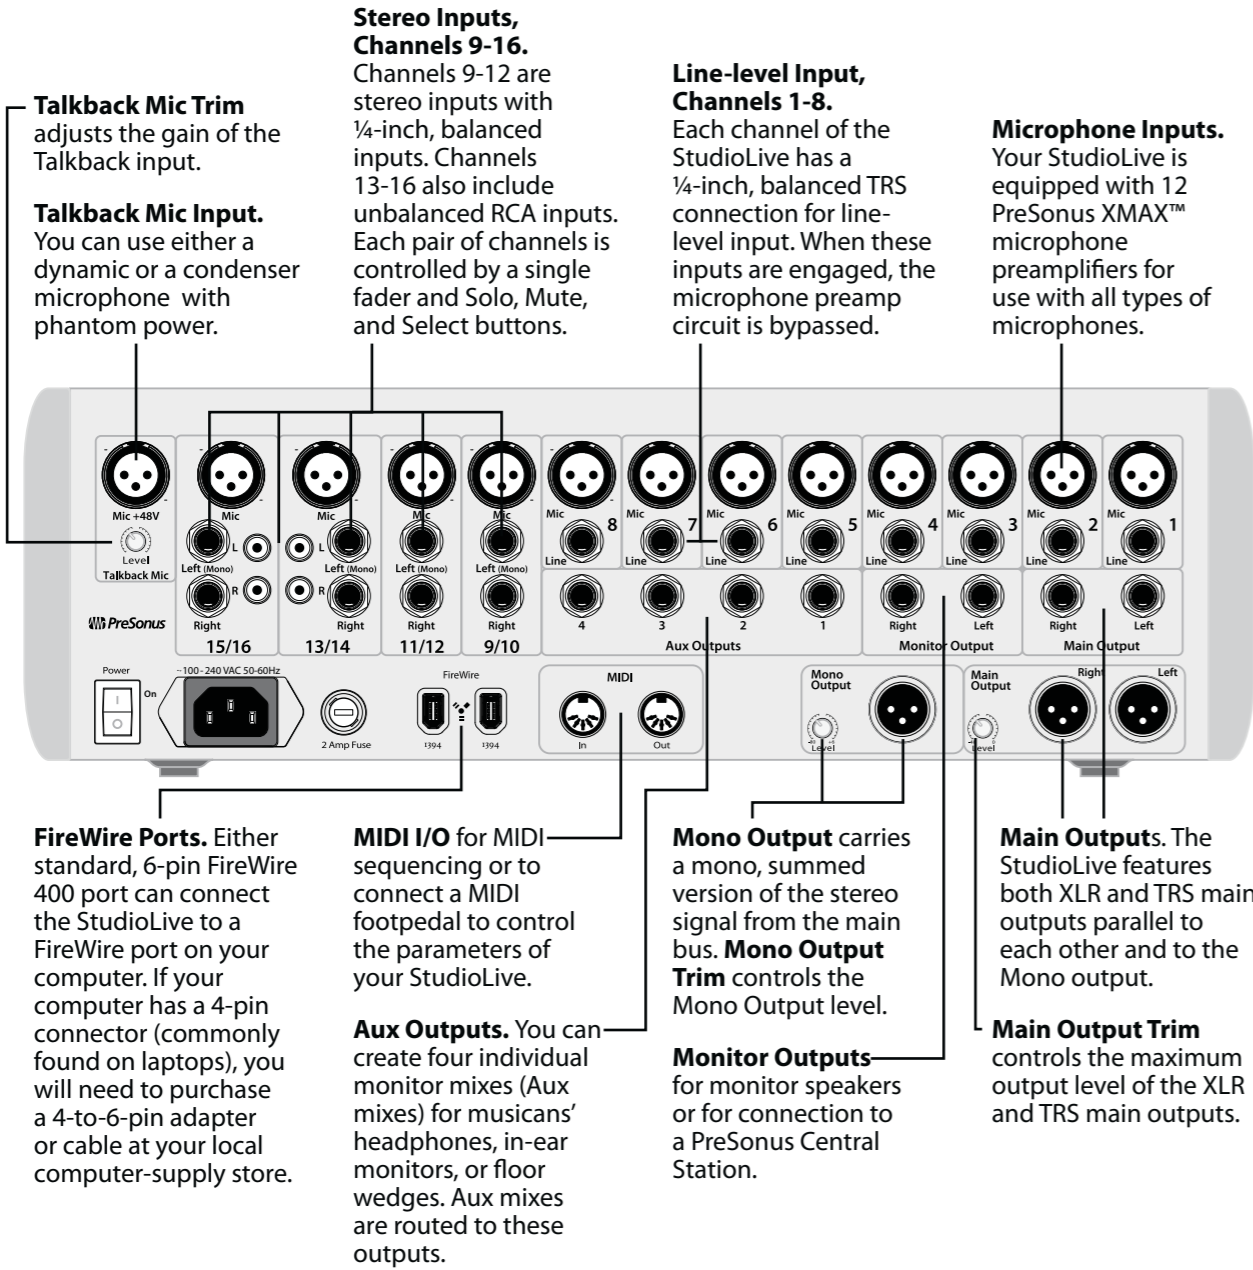 Stereo Inputs,
Channels 9-16.
Channels 9-12 are
stereo inputs with
¼-inch, balanced
inputs. Channels
13-16 also include
unbalanced RCA inputs.
Each pair of channels is
controlled by a single
fader and Solo, Mute,
and Select buttons.
Talkback Mic Trim
adjusts the gain of the
Talkback input.
Talkback Mic Input.
You can use either a
dynamic or a condenser
microphone with
phantom power.
Line-level Input,
Channels 1-8.
Each channel of the
StudioLive has a
¼-inch, balanced TRS
connection for line-
level input. When these
inputs are engaged, the
microphone preamp
circuit is bypassed.
Microphone Inputs.
Your StudioLive is
equipped with 12
PreSonus XMAX™
microphone
preamplifiers for
use with all types of
microphones.
Mic +48V
Level
Talkback Mic
PreSonus
Mic
Left (Mono)
L
R
Right
15/16
Mic
L
R
Left (Mono)
Right
13/14
Mic
Left (Mono)
Right
11/12
Mic
Left (Mono)
Right
9/10
Mic 8
Line
Mic 7
Line
Mic 6
Line
Mic 5
Line
Mic 4
Line
Mic 3
Line
Mic 2
Line
Mic 1
Line
4 3 2 1
Aux Outputs
Right Left
Monitor Output
Right Left
Main Output
Power
On
~100-240 VAC 50-60Hz
2 Amp Fuse
FireWire
1394 1394
MIDI
In Out
Mono
Output
Level
Main
Output
Level
Right Left
FireWire Ports. Either
standard, 6-pin FireWire
400 port can connect
the StudioLive to a
FireWire port on your
computer. If your
computer has a 4-pin
connector (commonly
found on laptops), you
will need to purchase
a 4-to-6-pin adapter
or cable at your local
computer-supply store.
MIDI I/O for MIDI
sequencing or to
connect a MIDI
footpedal to control
the parameters of
your StudioLive.
Aux Outputs. You can
create four individual
monitor mixes (Aux
mixes) for musicans’
headphones, in-ear
monitors, or floor
wedges. Aux mixes
are routed to these
outputs.
Mono Output carries
a mono, summed
version of the stereo
signal from the main
bus. Mono Output
Trim controls the
Mono Output level.
Monitor Outputs
for monitor speakers
or for connection to
a PreSonus Central
Station.
Main Outputs. The
StudioLive features
both XLR and TRS main
outputs parallel to
each other and to the
Mono output.
Main Output Trim
controls the maximum
output level of the XLR
and TRS main outputs.